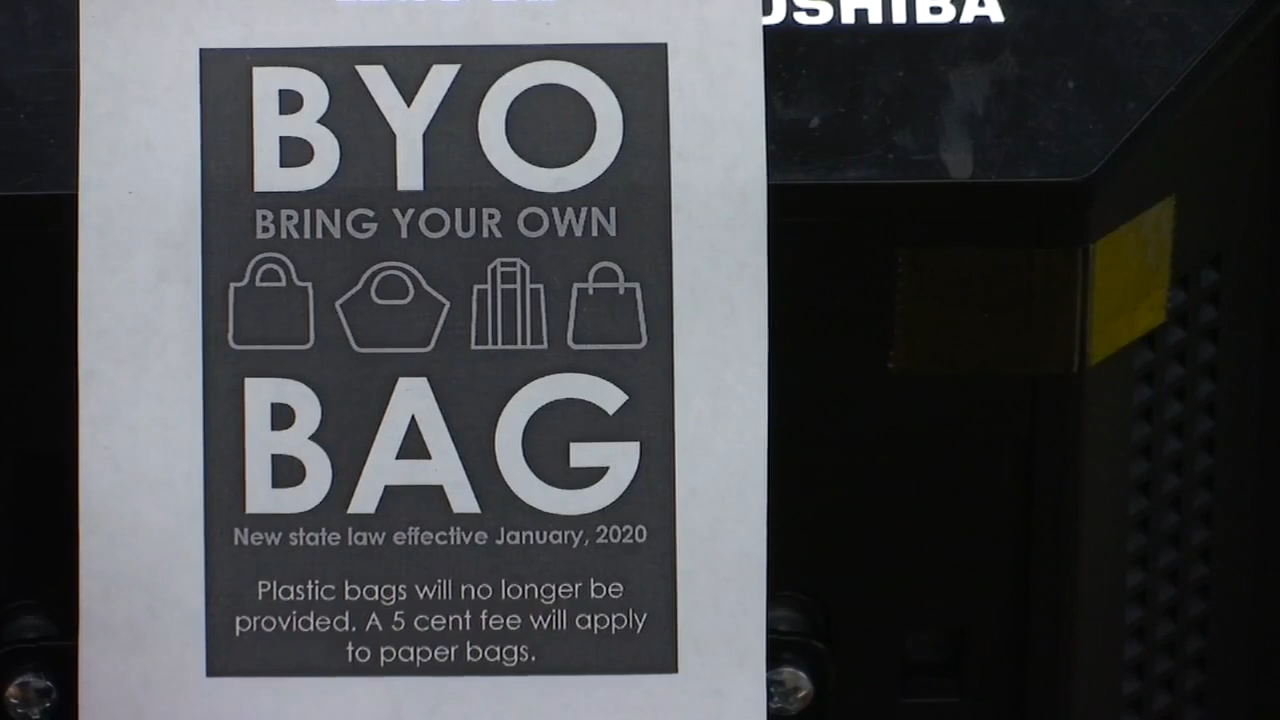 BYO
BRING YOUR OWN
BAG
New state law effective January, 2020
Plastic bags will no longer be
provided. A 5 cent fee will apply
to paper bags.